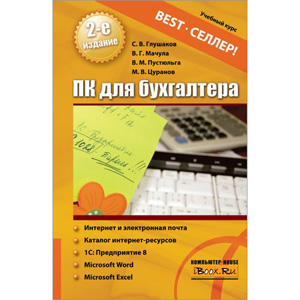 Учебный курс
BEST · СЕЛЛЕР!
2-е
издание
С. В. Глушаков
В. Г. Мачула
В. М. Пустюльга
М. В. Цуранов
ПК для бухгалтера
Интернет и электронная почта
Каталог интернет-ресурсов
1С: Предприятие 8
Microsoft Word
Microsoft Excel
КОМПЬЮТЕР-HOUSE
iBook.Ru